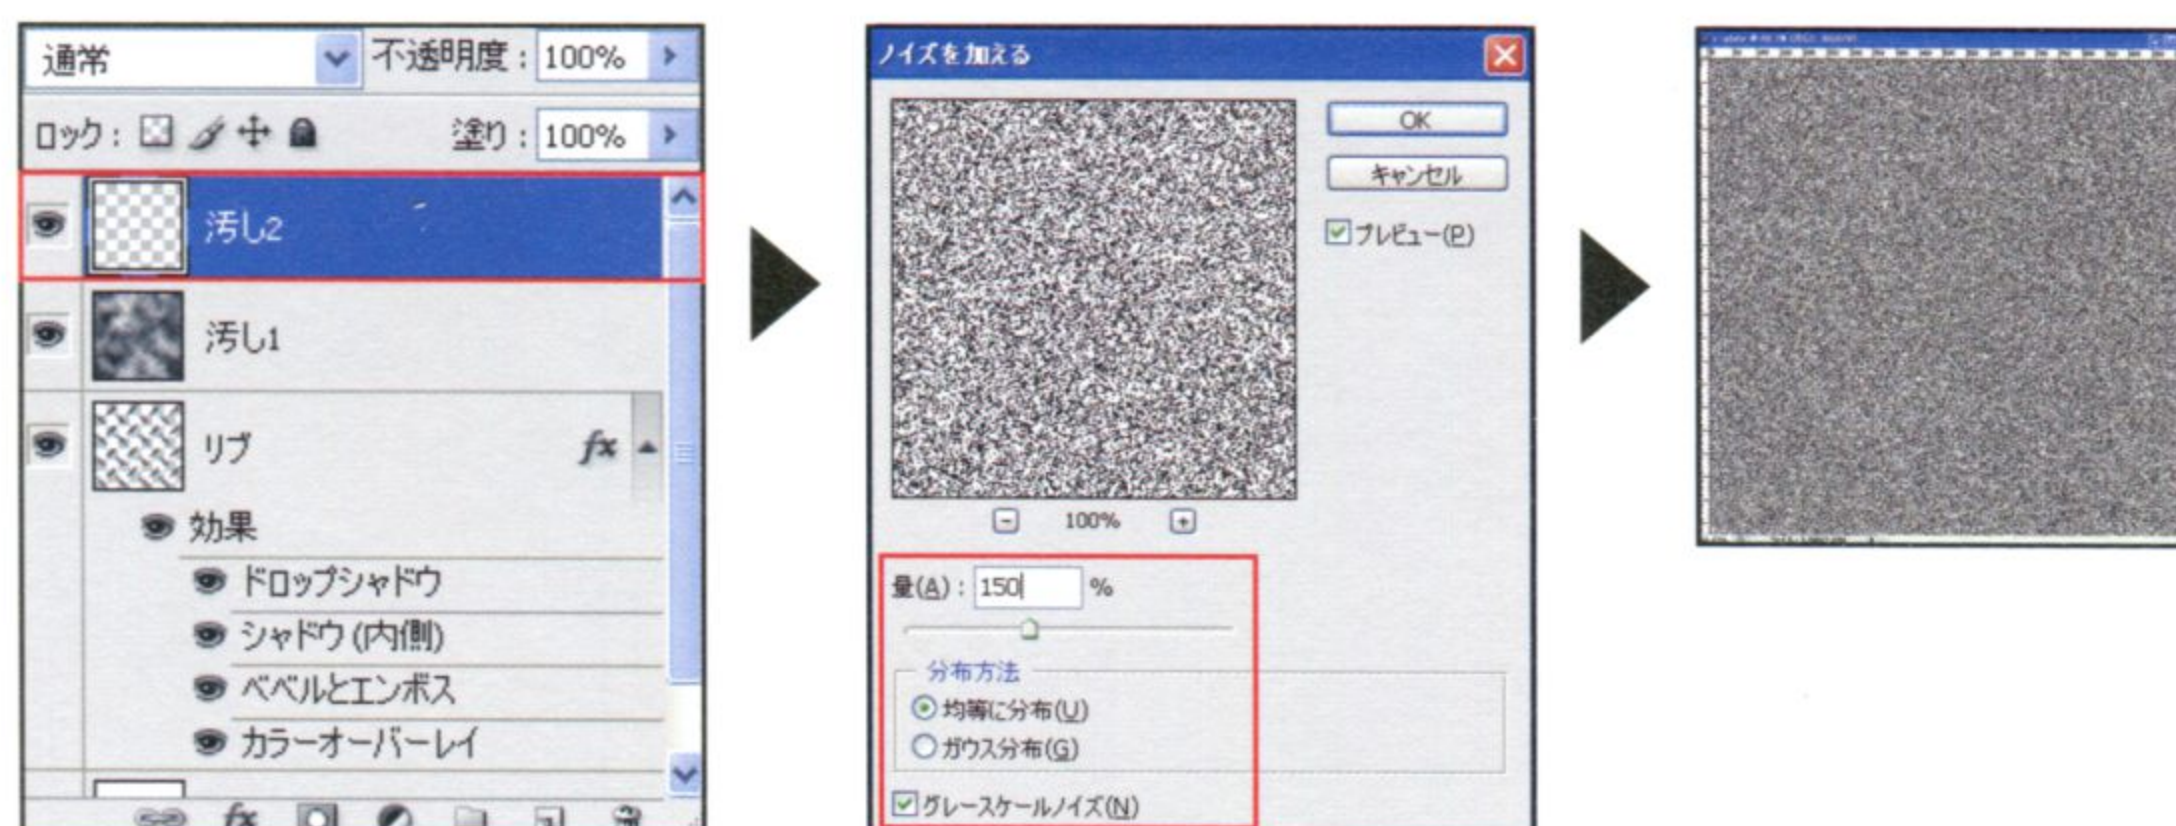 通常
不透明度 : 100%
ロック :
塗り : 100%
汚し2
汚し1
リブ
fx
効果
ドロップシャドウ
シャドウ (内側)
ベベルとエンボス
カラーオーバーレイ
fx
ノイズを加える
OK
キャンセル
プレビュー(P)
100%
量(A) : 150 %
分布方法
均等に分布(U)
ガウス分布(G)
グレースケールノイズ(N)